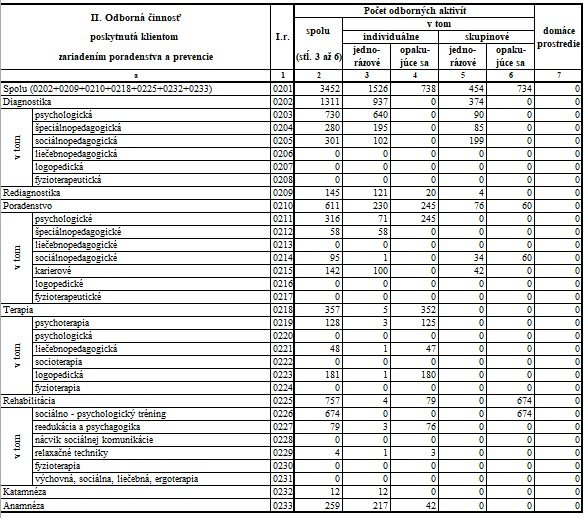 II. Odborná činnosť poskytnutá klientom zariadením poradenstva a prevencie | l.r. | Počet odborných aktivít
spolu (stĺ. 3 až 6) | v tom | domáce prostredie
individuálne | skupinové
jedno-rázové | opaku-júce sa | jedno-rázové | opaku-júce sa
a | 1 | 2 | 3 | 4 | 5 | 6 | 7
Spolu (0202+0209+0210+0218+0225+0232+0233) | 0201 | 3452 | 1526 | 738 | 454 | 734 | 0
Diagnostika | 0202 | 1311 | 937 | 0 | 374 | 0 | 0
v tom
psychologická | 0203 | 730 | 640 | 0 | 90 | 0 | 0
špeciálnopedagogická | 0204 | 280 | 195 | 0 | 85 | 0 | 0
sociálnopedagogická | 0205 | 301 | 102 | 0 | 199 | 0 | 0
liečebnopedagogická | 0206 | 0 | 0 | 0 | 0 | 0 | 0
logopedická | 0207 | 0 | 0 | 0 | 0 | 0 | 0
fyzioterapeutická | 0208 | 0 | 0 | 0 | 0 | 0 | 0
Rediagnostika | 0209 | 145 | 121 | 20 | 4 | 0 | 0
Poradenstvo | 0210 | 611 | 230 | 245 | 76 | 60 | 0
v tom
psychologické | 0211 | 316 | 71 | 245 | 0 | 0 | 0
špeciálnopedagogické | 0212 | 58 | 58 | 0 | 0 | 0 | 0
liečebnopedagogické | 0213 | 0 | 0 | 0 | 0 | 0 | 0
sociálnopedagogické | 0214 | 95 | 1 | 0 | 34 | 60 | 0
karierové | 0215 | 142 | 100 | 0 | 42 | 0 | 0
logopedické | 0216 | 0 | 0 | 0 | 0 | 0 | 0
fyzioterapeutické | 0217 | 0 | 0 | 0 | 0 | 0 | 0
Terapia | 0218 | 357 | 5 | 352 | 0 | 0 | 0
v tom
psychoterapia | 0219 | 128 | 3 | 125 | 0 | 0 | 0
psychologická | 0220 | 0 | 0 | 0 | 0 | 0 | 0
liečebnopedagogická | 0221 | 48 | 1 | 47 | 0 | 0 | 0
socioterapia | 0222 | 0 | 0 | 0 | 0 | 0 | 0
logopedická | 0223 | 181 | 1 | 180 | 0 | 0 | 0
fyzioterapia | 0224 | 0 | 0 | 0 | 0 | 0 | 0
Rehabilitácia | 0225 | 757 | 4 | 79 | 0 | 674 | 0
v tom
sociálno - psychologický tréning | 0226 | 674 | 0 | 0 | 0 | 674 | 0
reedukácia a psychagogika | 0227 | 79 | 3 | 76 | 0 | 0 | 0
nácvik sociálnej komunikácie | 0228 | 0 | 0 | 0 | 0 | 0 | 0
relaxačné techniky | 0229 | 4 | 1 | 3 | 0 | 0 | 0
fyzioterapia | 0230 | 0 | 0 | 0 | 0 | 0 | 0
výchovná, sociálna, liečebná, ergoterapia | 0231 | 0 | 0 | 0 | 0 | 0 | 0
Katamnéza | 0232 | 12 | 12 | 0 | 0 | 0 | 0
Anamnéza | 0233 | 259 | 217 | 42 | 0 | 0 | 0